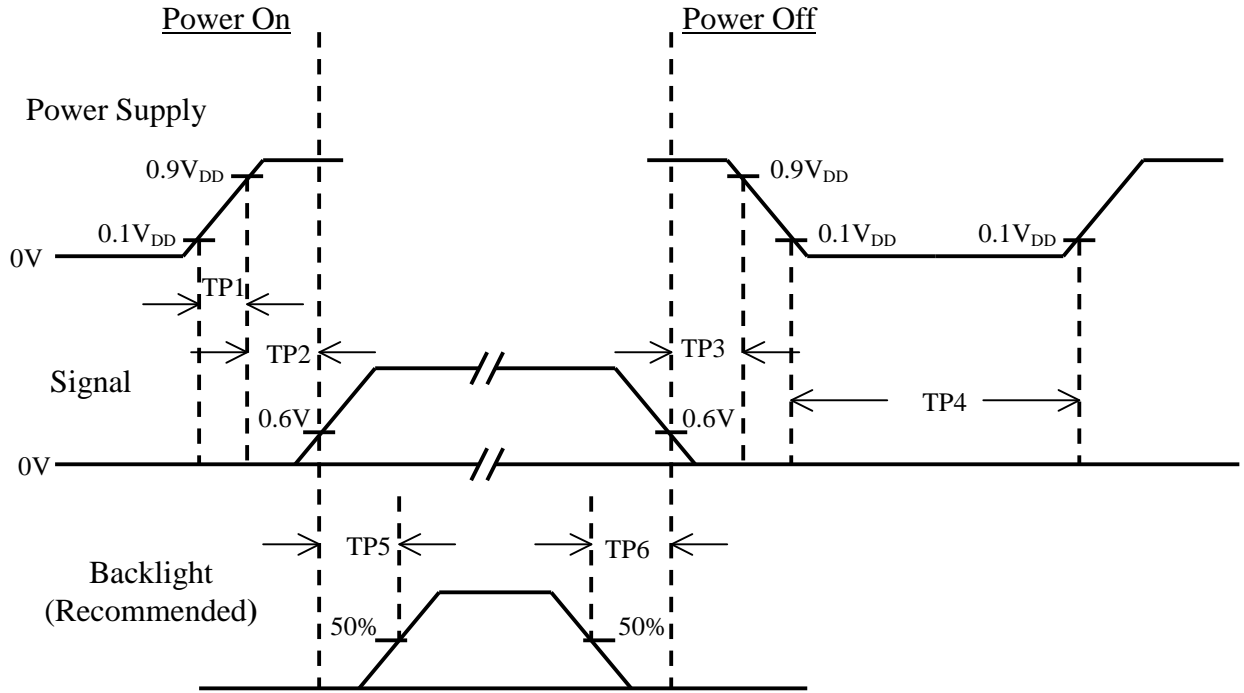 Power On
Power Off
Power Supply
0.9V_DD
0.9V_DD
0.1V_DD
0.1V_DD
0.1V_DD
0V
TP1
TP2
TP3
Signal
TP4
0.6V
0.6V
0V
TP5
TP6
Backlight
(Recommended)
50%
50%